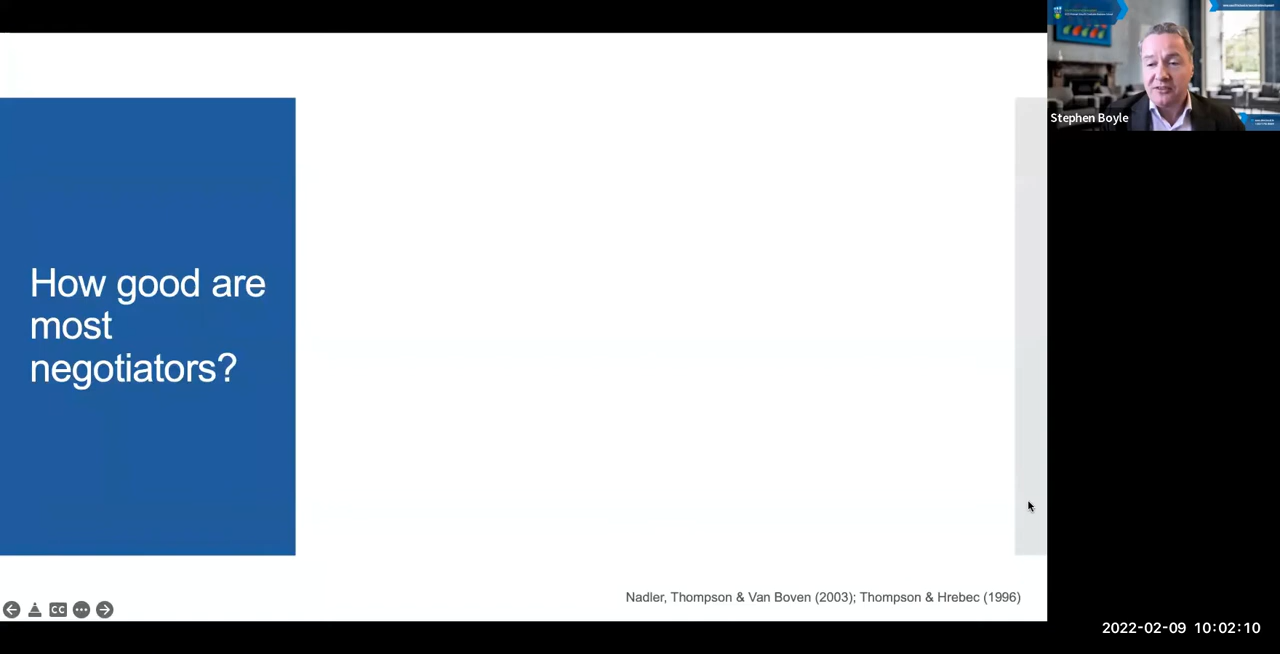 How good are
most
negotiators?
Nadler, Thompson & Van Boven (2003); Thompson & Hrebec (1996)
CC
Stephen Boyle
2022-02-09 10:02:10